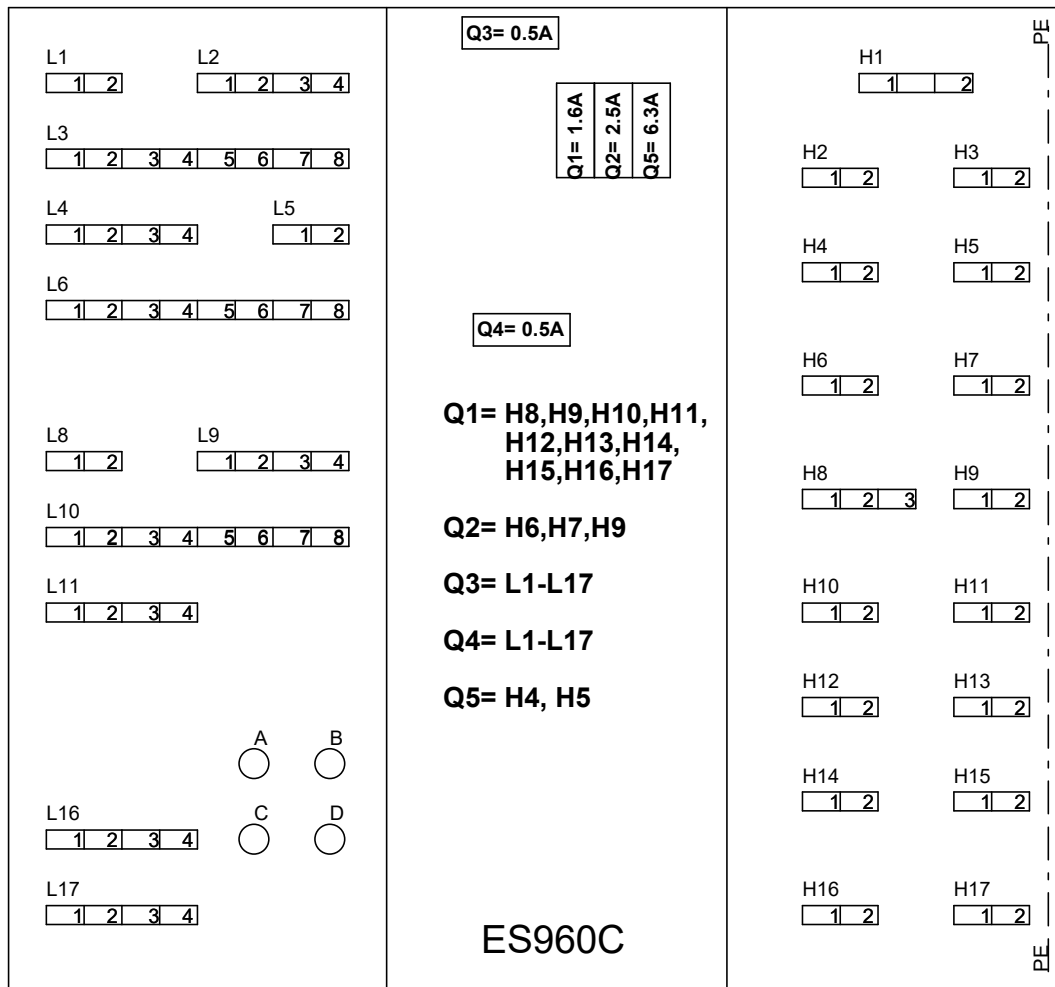 Q3= 0.5A
PE
L1
L2
H1
1 2
1 2 3 4
1 2
Q1= 1.6A
Q2= 2.5A
Q5= 6.3A
L3
1 2 3 4 5 6 7 8
H2
H3
1 2
1 2
L4
L5
1 2 3 4
1 2
H4
H5
1 2
1 2
L6
1 2 3 4 5 6 7 8
Q4= 0.5A
H6
H7
1 2
1 2
Q1= H8,H9,H10,H11,
H12,H13,H14,
H15,H16,H17
L8
L9
1 2
1 2 3 4
H8
H9
1 2 3
1 2
L10
1 2 3 4 5 6 7 8
Q2= H6,H7,H9
L11
1 2 3 4
Q3= L1-L17
H10
H11
1 2
1 2
Q4= L1-L17
Q5= H4, H5
H12
H13
1 2
1 2
A
B
H14
H15
1 2
1 2
L16
C
D
1 2 3 4
L17
1 2 3 4
H16
H17
1 2
1 2
ES960C
PE